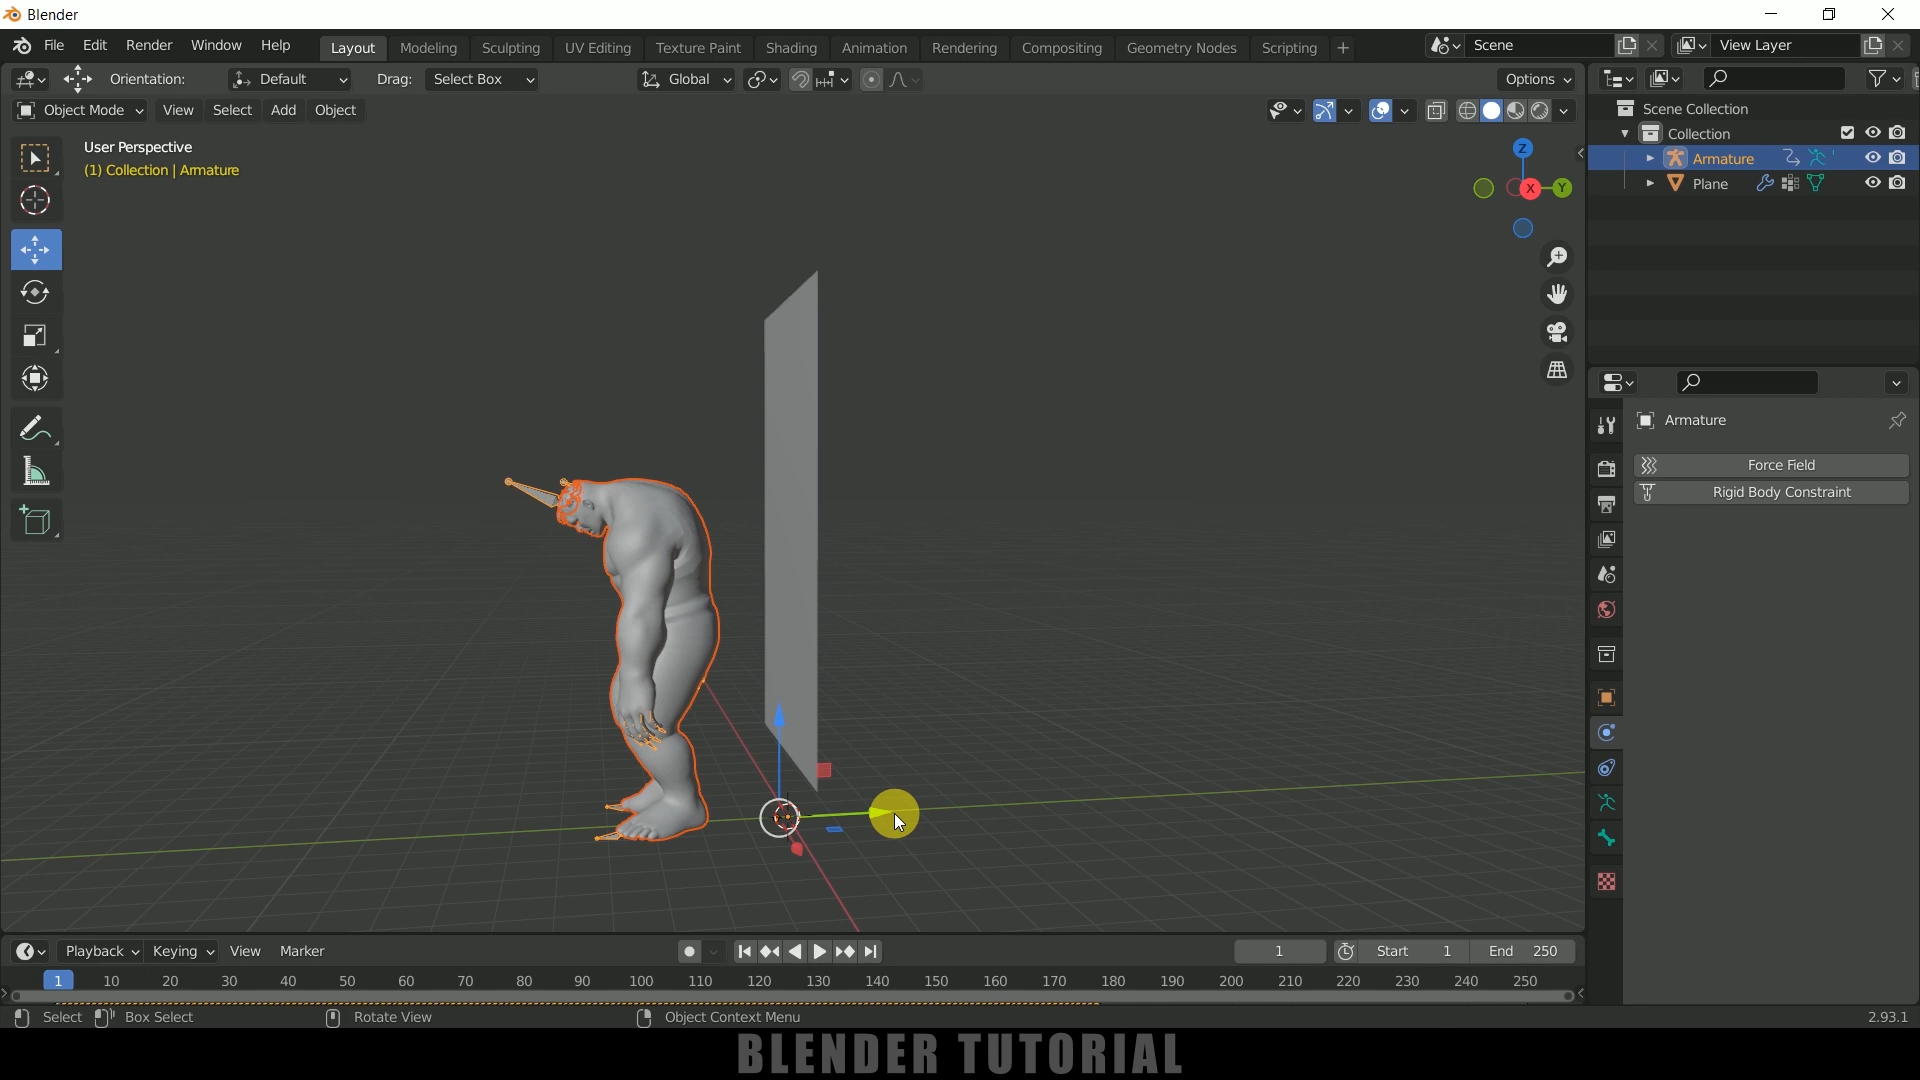 Blender
File Edit Render Window Help Layout Modeling Sculpting UV Editing Texture Paint Shading Animation Rendering Compositing Geometry Nodes Scripting + Scene View Layer
Orientation: Default Drag: Select Box Global Options
Object Mode View Select Add Object
User Perspective
(1) Collection | Armature
Z
X
Y
Scene Collection
Collection
Armature
Plane
Armature
Force Field
Rigid Body Constraint
Playback Keying View Marker 1 Start 1 End 250
1 10 20 30 40 50 60 70 80 90 100 110 120 130 140 150 160 170 180 190 200 210 220 230 240 250
Select Box Select Rotate View Object Context Menu 2.93.1
BLENDER TUTORIAL